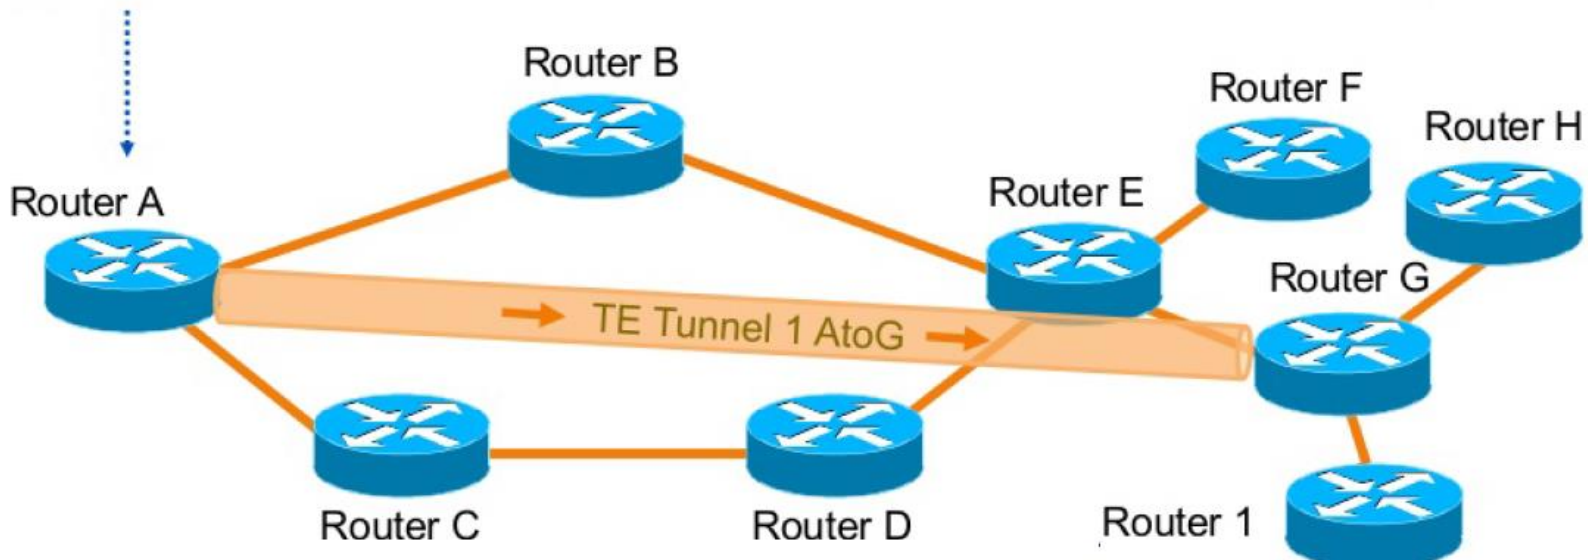 Router B
Router F
Router H
Router A
Router E
Router G
TE Tunnel 1 AtoG
Router C
Router D
Router 1